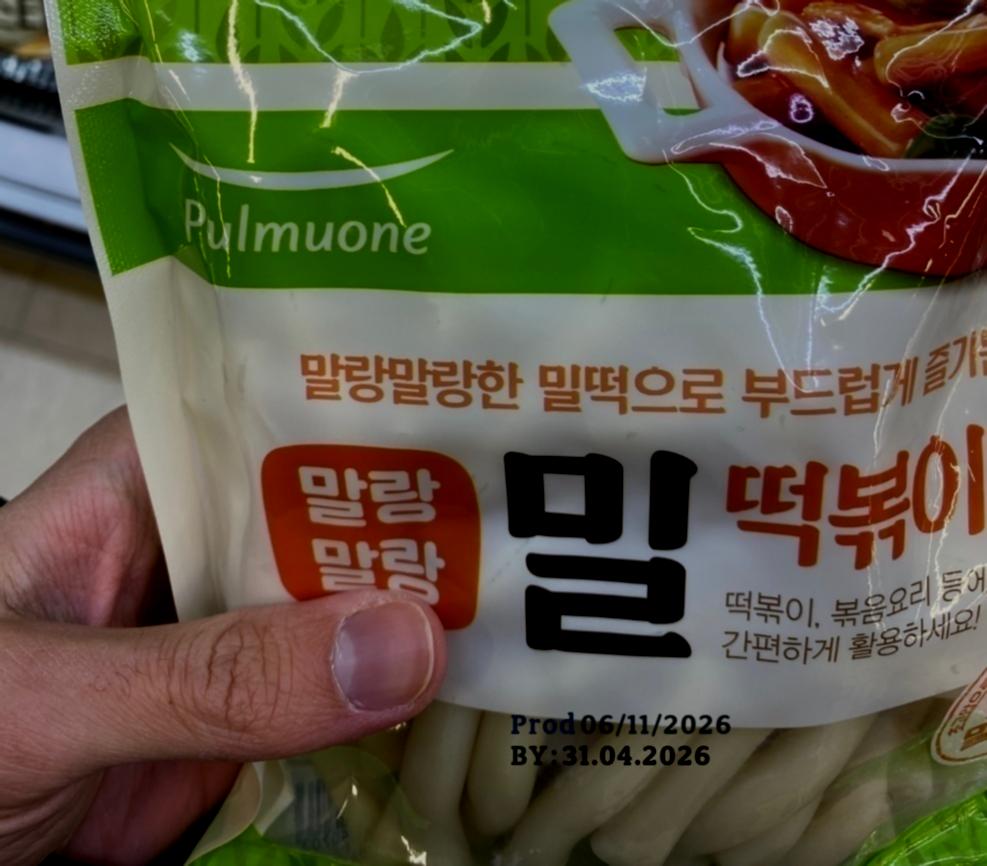 Pulmuone
말랑말랑한 밀떡으로 부드럽게 즐기는
말랑
말랑
밀 떡볶이
떡볶이, 볶음요리 등에
간편하게 활용하세요!
Prod 06/11/2026
BY:31.04.2026